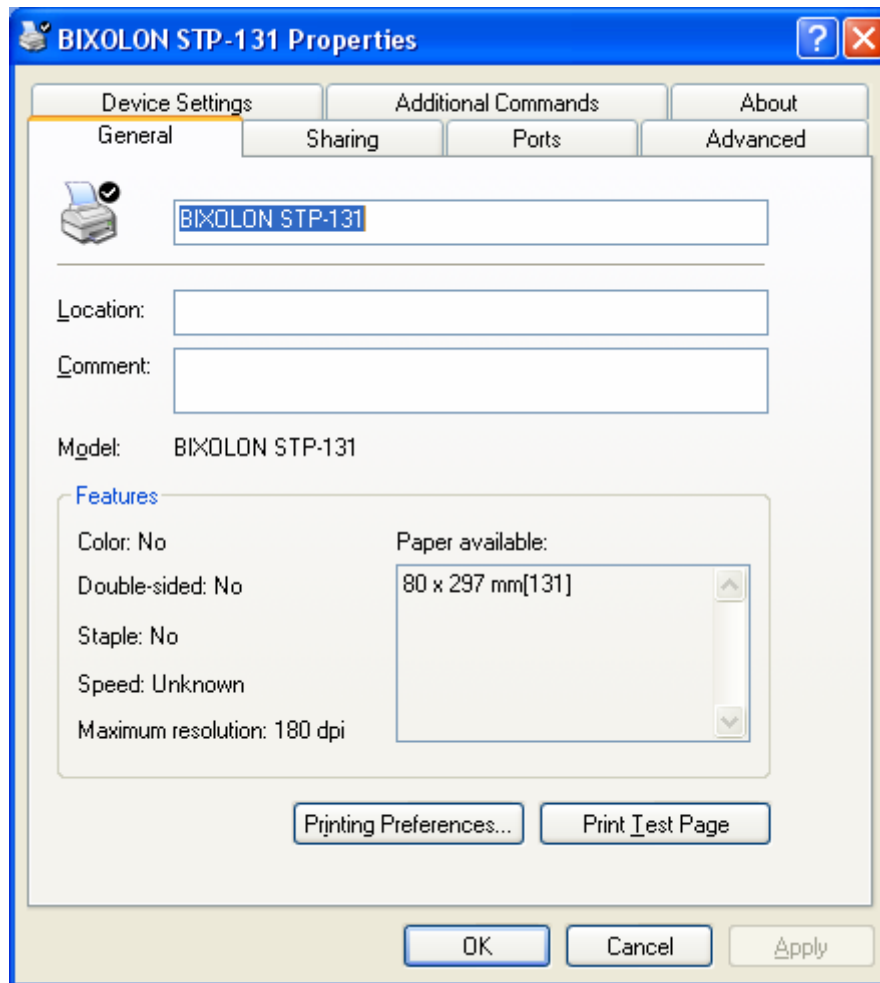 BIXOLON STP-131 Properties
?
Device Settings Additional Commands About
General Sharing Ports Advanced
BIXOLON STP-131
Location:
Comment:
Model: BIXOLON STP-131
Features
Color: No
Paper available:
Double-sided: No
80 x 297 mm[131]
Staple: No
Speed: Unknown
Maximum resolution: 180 dpi
Printing Preferences...
Print Test Page
OK Cancel Apply